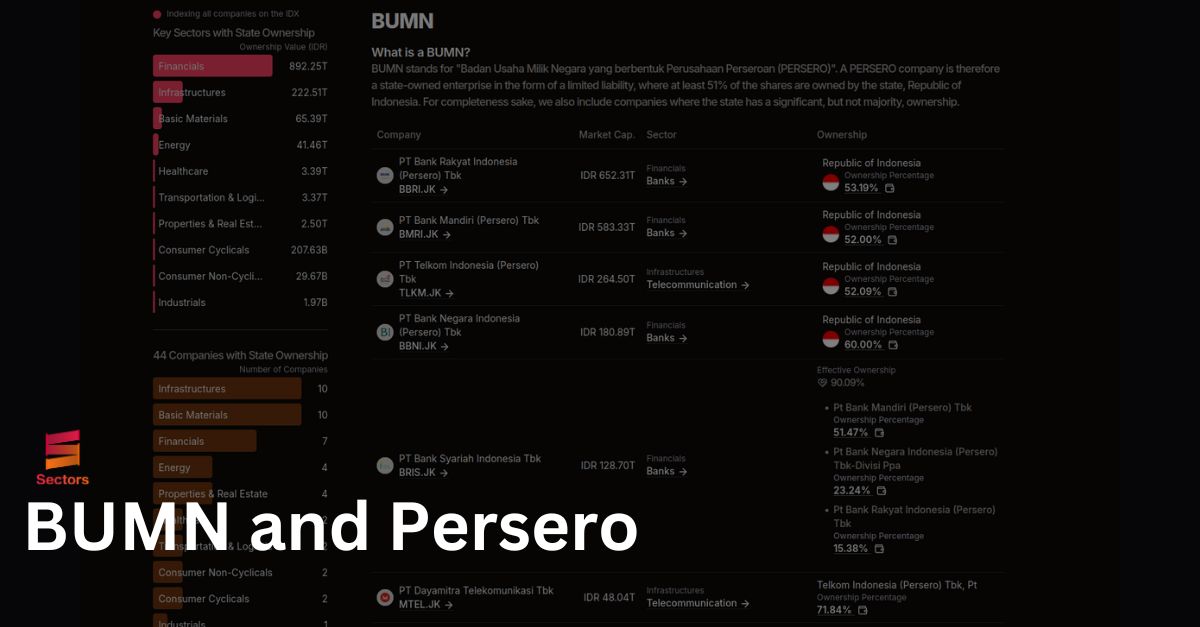 Indexing all companies on the IDX
Key Sectors with State Ownership
Ownership Value (IDR)
Financials 892.25T
Infrastructures 222.51T
Basic Materials 65.39T
Energy 41.46T
Healthcare 3.39T
Transportation & Logi... 3.37T
Properties & Real Est... 2.50T
Consumer Cyclicals 207.63B
Consumer Non-Cycli... 29.67B
Industrials 1.97B
44 Companies with State Ownership
Number of Companies
Infrastructures 10
Basic Materials 10
Financials 7
Energy 4
Properties & Real Estate 4
2
2
Consumer Non-Cyclicals 2
Consumer Cyclicals 2
Industrials 1
Sectors
BUMN and Persero
BUMN
What is a BUMN?
BUMN stands for "Badan Usaha Milik Negara yang berbentuk Perusahaan Perseroan (PERSERO)". A PERSERO company is therefore
a state-owned enterprise in the form of a limited liability, where at least 51% of the shares are owned by the state, Republic of
Indonesia. For completeness sake, we also include companies where the state has a significant, but not majority, ownership.
Company Market Cap. Sector Ownership
PT Bank Rakyat Indonesia
(Persero) Tbk
BBRI.JK →
IDR 652.31T
Financials
Banks →
Republic of Indonesia
Ownership Percentage
53.19%
PT Bank Mandiri (Persero) Tbk
BMRI.JK →
IDR 583.33T
Financials
Banks →
Republic of Indonesia
Ownership Percentage
52.00%
PT Telkom Indonesia (Persero)
Tbk
TLKM.JK →
IDR 264.50T
Infrastructures
Telecommunication →
Republic of Indonesia
Ownership Percentage
52.09%
PT Bank Negara Indonesia
(Persero) Tbk
BBNI.JK →
IDR 180.89T
Financials
Banks →
Republic of Indonesia
Ownership Percentage
60.00%
PT Bank Syariah Indonesia Tbk
BRIS.JK →
IDR 128.70T
Financials
Banks →
Effective Ownership
90.09%
• Pt Bank Mandiri (Persero) Tbk
Ownership Percentage
51.47%
• Pt Bank Negara Indonesia (Persero)
Tbk-Divisi Ppa
Ownership Percentage
23.24%
• Pt Bank Rakyat Indonesia (Persero)
Tbk
Ownership Percentage
15.38%
PT Dayamitra Telekomunikasi Tbk
MTEL.JK →
IDR 48.04T
Infrastructures
Telecommunication →
Telkom Indonesia (Persero) Tbk, Pt
Ownership Percentage
71.84%